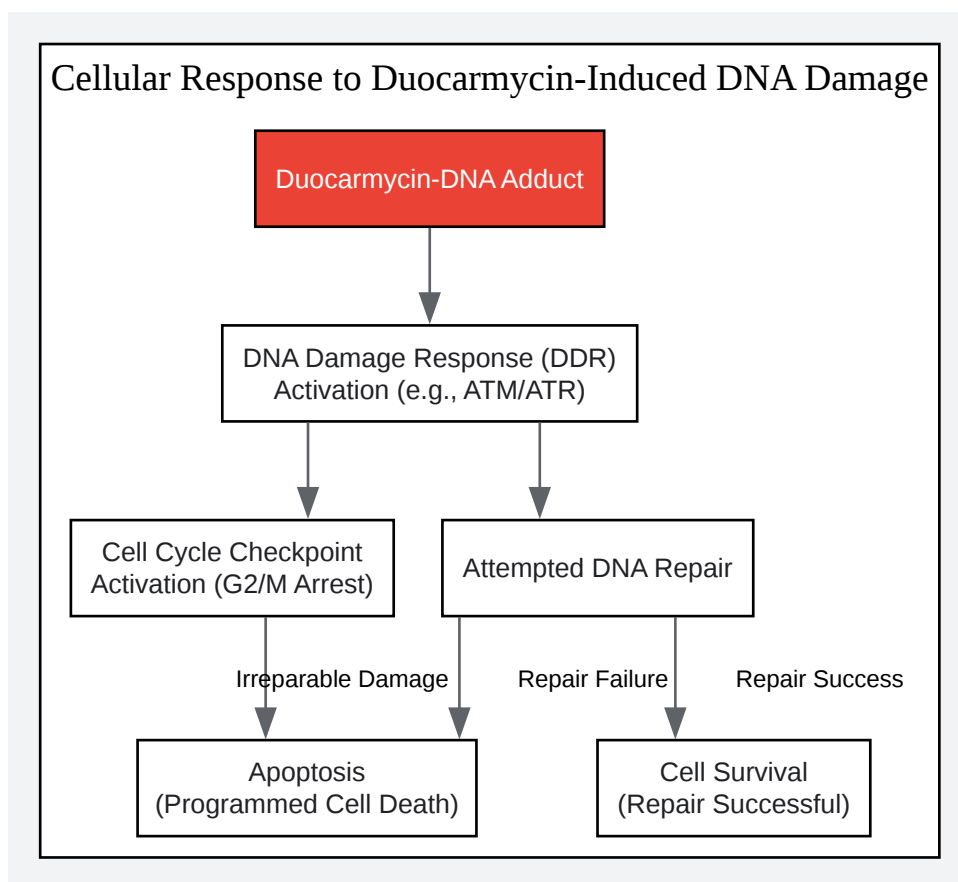 Cellular Response to Duocarmycin-Induced DNA Damage
Duocarmycin-DNA Adduct
DNA Damage Response (DDR)
Activation (e.g., ATM/ATR)
Cell Cycle Checkpoint
Activation (G2/M Arrest)
Attempted DNA Repair
Irreparable Damage
Repair Failure
Repair Success
Apoptosis
(Programmed Cell Death)
Cell Survival
(Repair Successful)